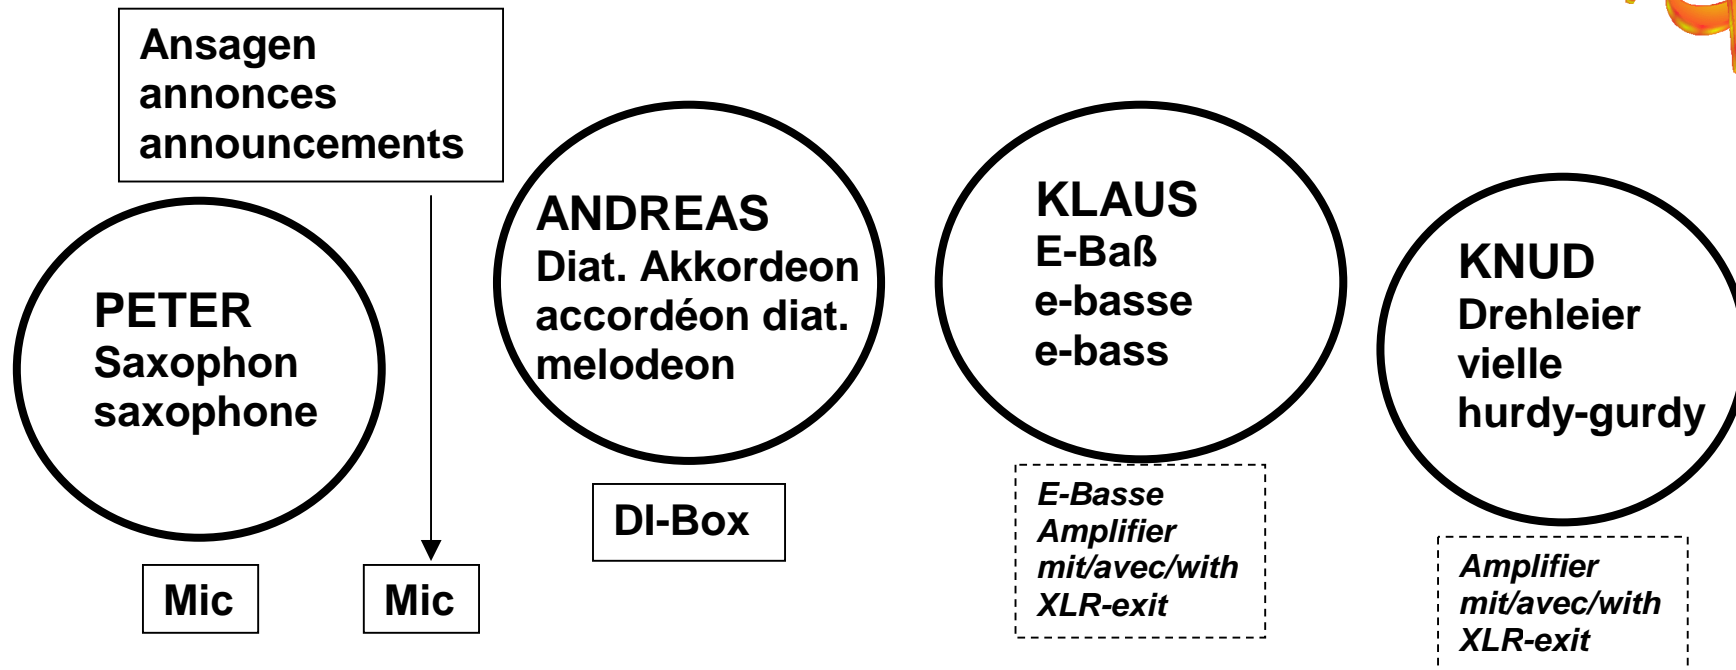 Ansagen
annonces
announcements
PETER
Saxophon
saxophone
Mic
Mic
ANDREAS
Diat. Akkordeon
accordéon diat.
melodeon
DI-Box
KLAUS
E-Baß
e-basse
e-bass
E-Basse
Amplifier
mit/avec/with
XLR-exit
KNUD
Drehleier
vielle
hurdy-gurdy
Amplifier
mit/avec/with
XLR-exit